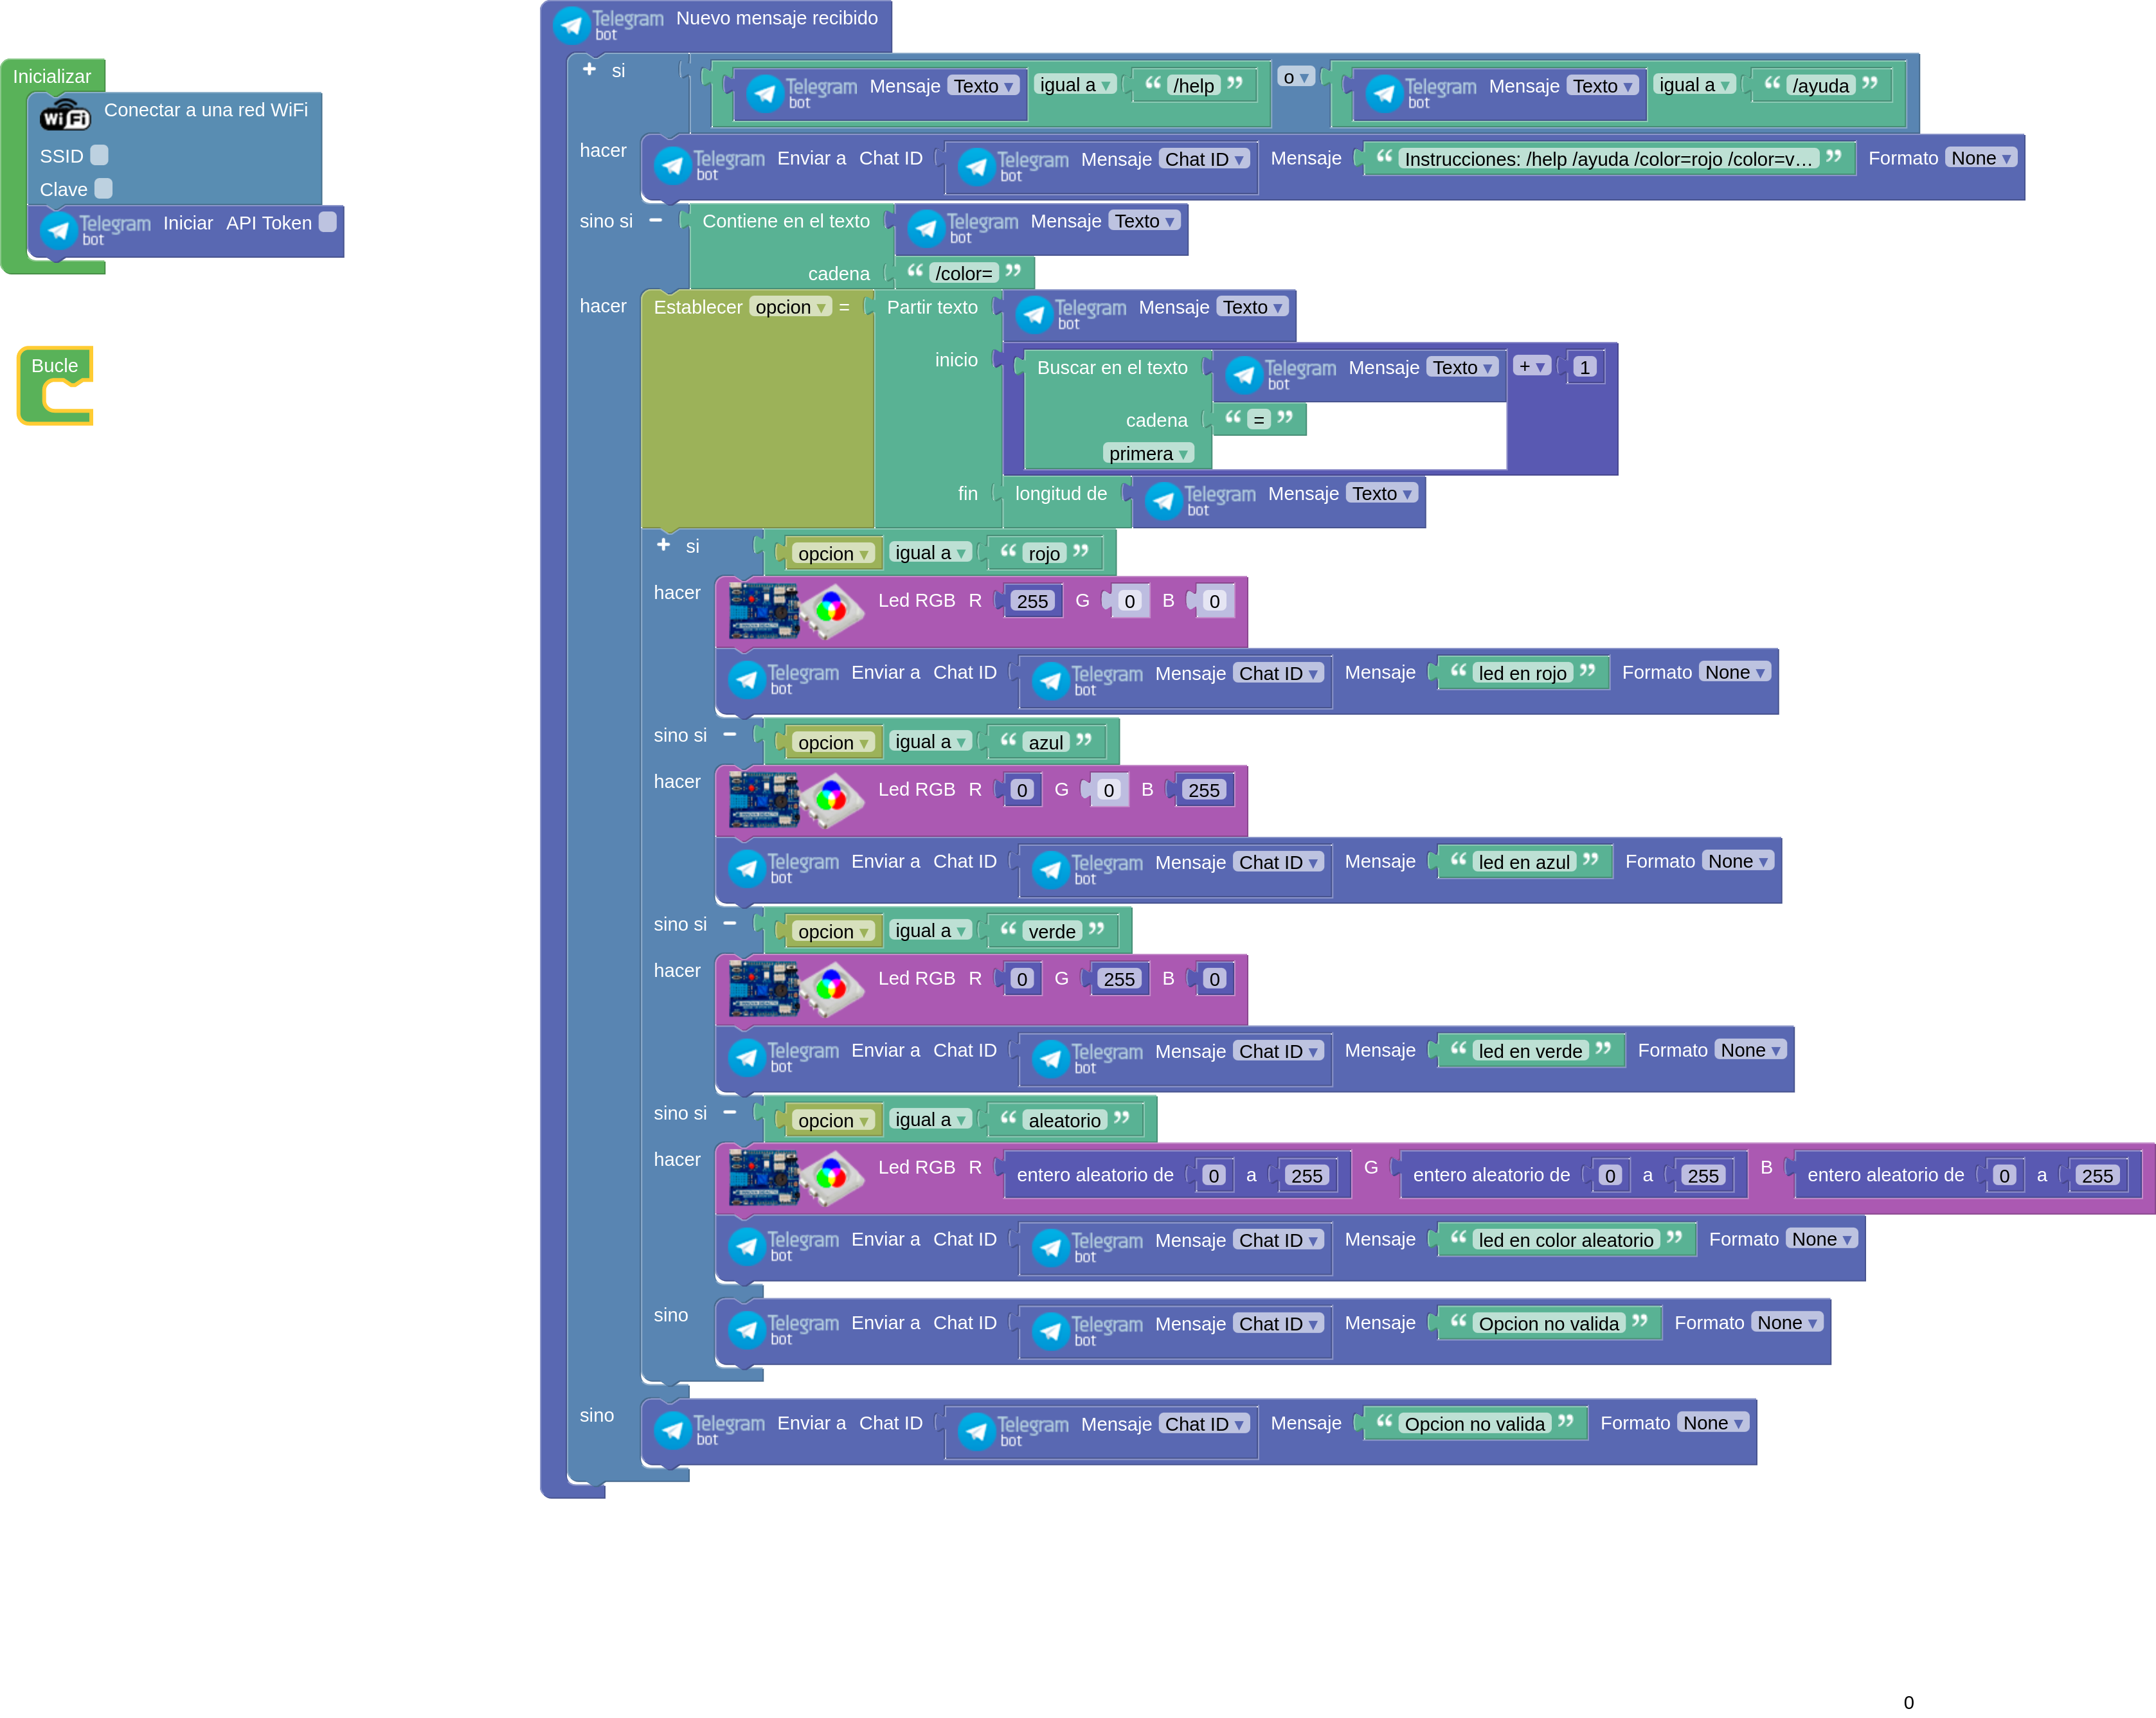 Inicializar
WiFi Conectar a una red WiFi
SSID
Clave
Telegram bot Iniciar API Token
Bucle
Telegram bot Nuevo mensaje recibido
si Telegram bot Mensaje Texto ▾ igual a ▾ “ /help ” o ▾ Telegram bot Mensaje Texto ▾ igual a ▾ “ /ayuda ”
hacer Telegram bot Enviar a Chat ID Telegram bot Mensaje Chat ID ▾ Mensaje “ Instrucciones: /help /ayuda /color=rojo /color=v… ” Formato None ▾
sino si Contiene en el texto Telegram bot Mensaje Texto ▾
cadena “ /color= ”
hacer Establecer opcion ▾ = Partir texto Telegram bot Mensaje Texto ▾
inicio Buscar en el texto Telegram bot Mensaje Texto ▾ + ▾ 1
cadena “ = ”
primera ▾
fin longitud de Telegram bot Mensaje Texto ▾
si opcion ▾ igual a ▾ “ rojo ”
hacer Led RGB R 255 G 0 B 0
Telegram bot Enviar a Chat ID Telegram bot Mensaje Chat ID ▾ Mensaje “ led en rojo ” Formato None ▾
sino si opcion ▾ igual a ▾ “ azul ”
hacer Led RGB R 0 G 0 B 255
Telegram bot Enviar a Chat ID Telegram bot Mensaje Chat ID ▾ Mensaje “ led en azul ” Formato None ▾
sino si opcion ▾ igual a ▾ “ verde ”
hacer Led RGB R 0 G 255 B 0
Telegram bot Enviar a Chat ID Telegram bot Mensaje Chat ID ▾ Mensaje “ led en verde ” Formato None ▾
sino si opcion ▾ igual a ▾ “ aleatorio ”
hacer Led RGB R entero aleatorio de 0 a 255 G entero aleatorio de 0 a 255 B entero aleatorio de 0 a 255
Telegram bot Enviar a Chat ID Telegram bot Mensaje Chat ID ▾ Mensaje “ led en color aleatorio ” Formato None ▾
sino Telegram bot Enviar a Chat ID Telegram bot Mensaje Chat ID ▾ Mensaje “ Opcion no valida ” Formato None ▾
sino Telegram bot Enviar a Chat ID Telegram bot Mensaje Chat ID ▾ Mensaje “ Opcion no valida ” Formato None ▾
0